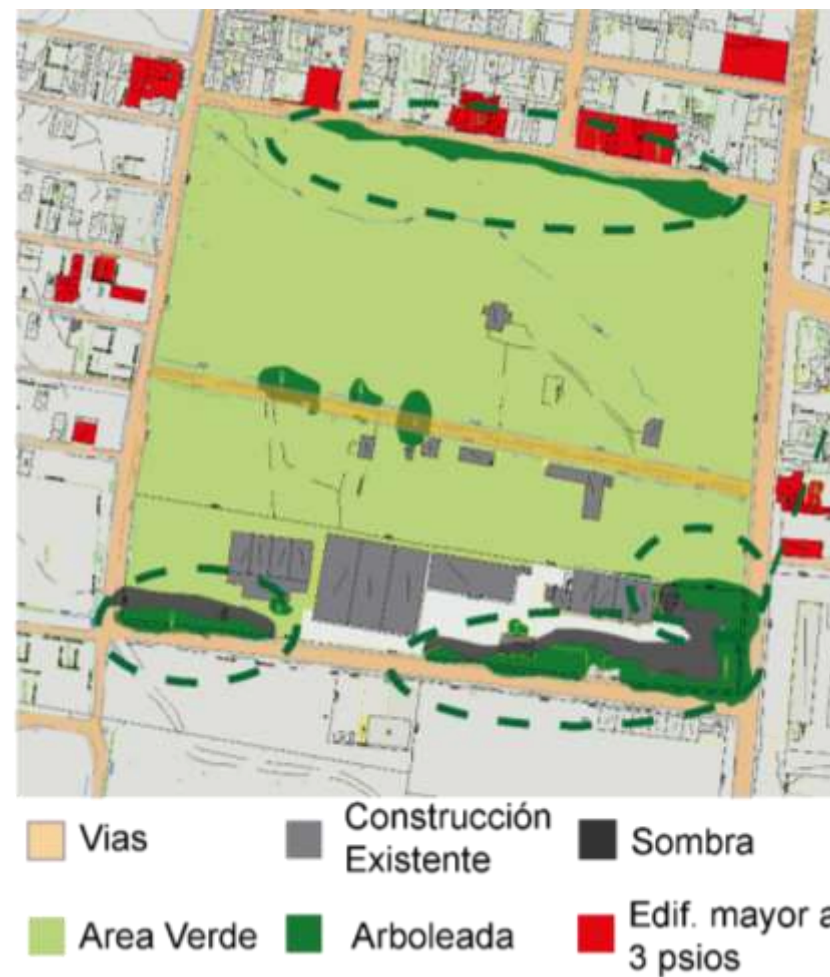 Vias
Construcción
Existente
Sombra
Area Verde
Arboleada
Edif. mayor a
3 psios